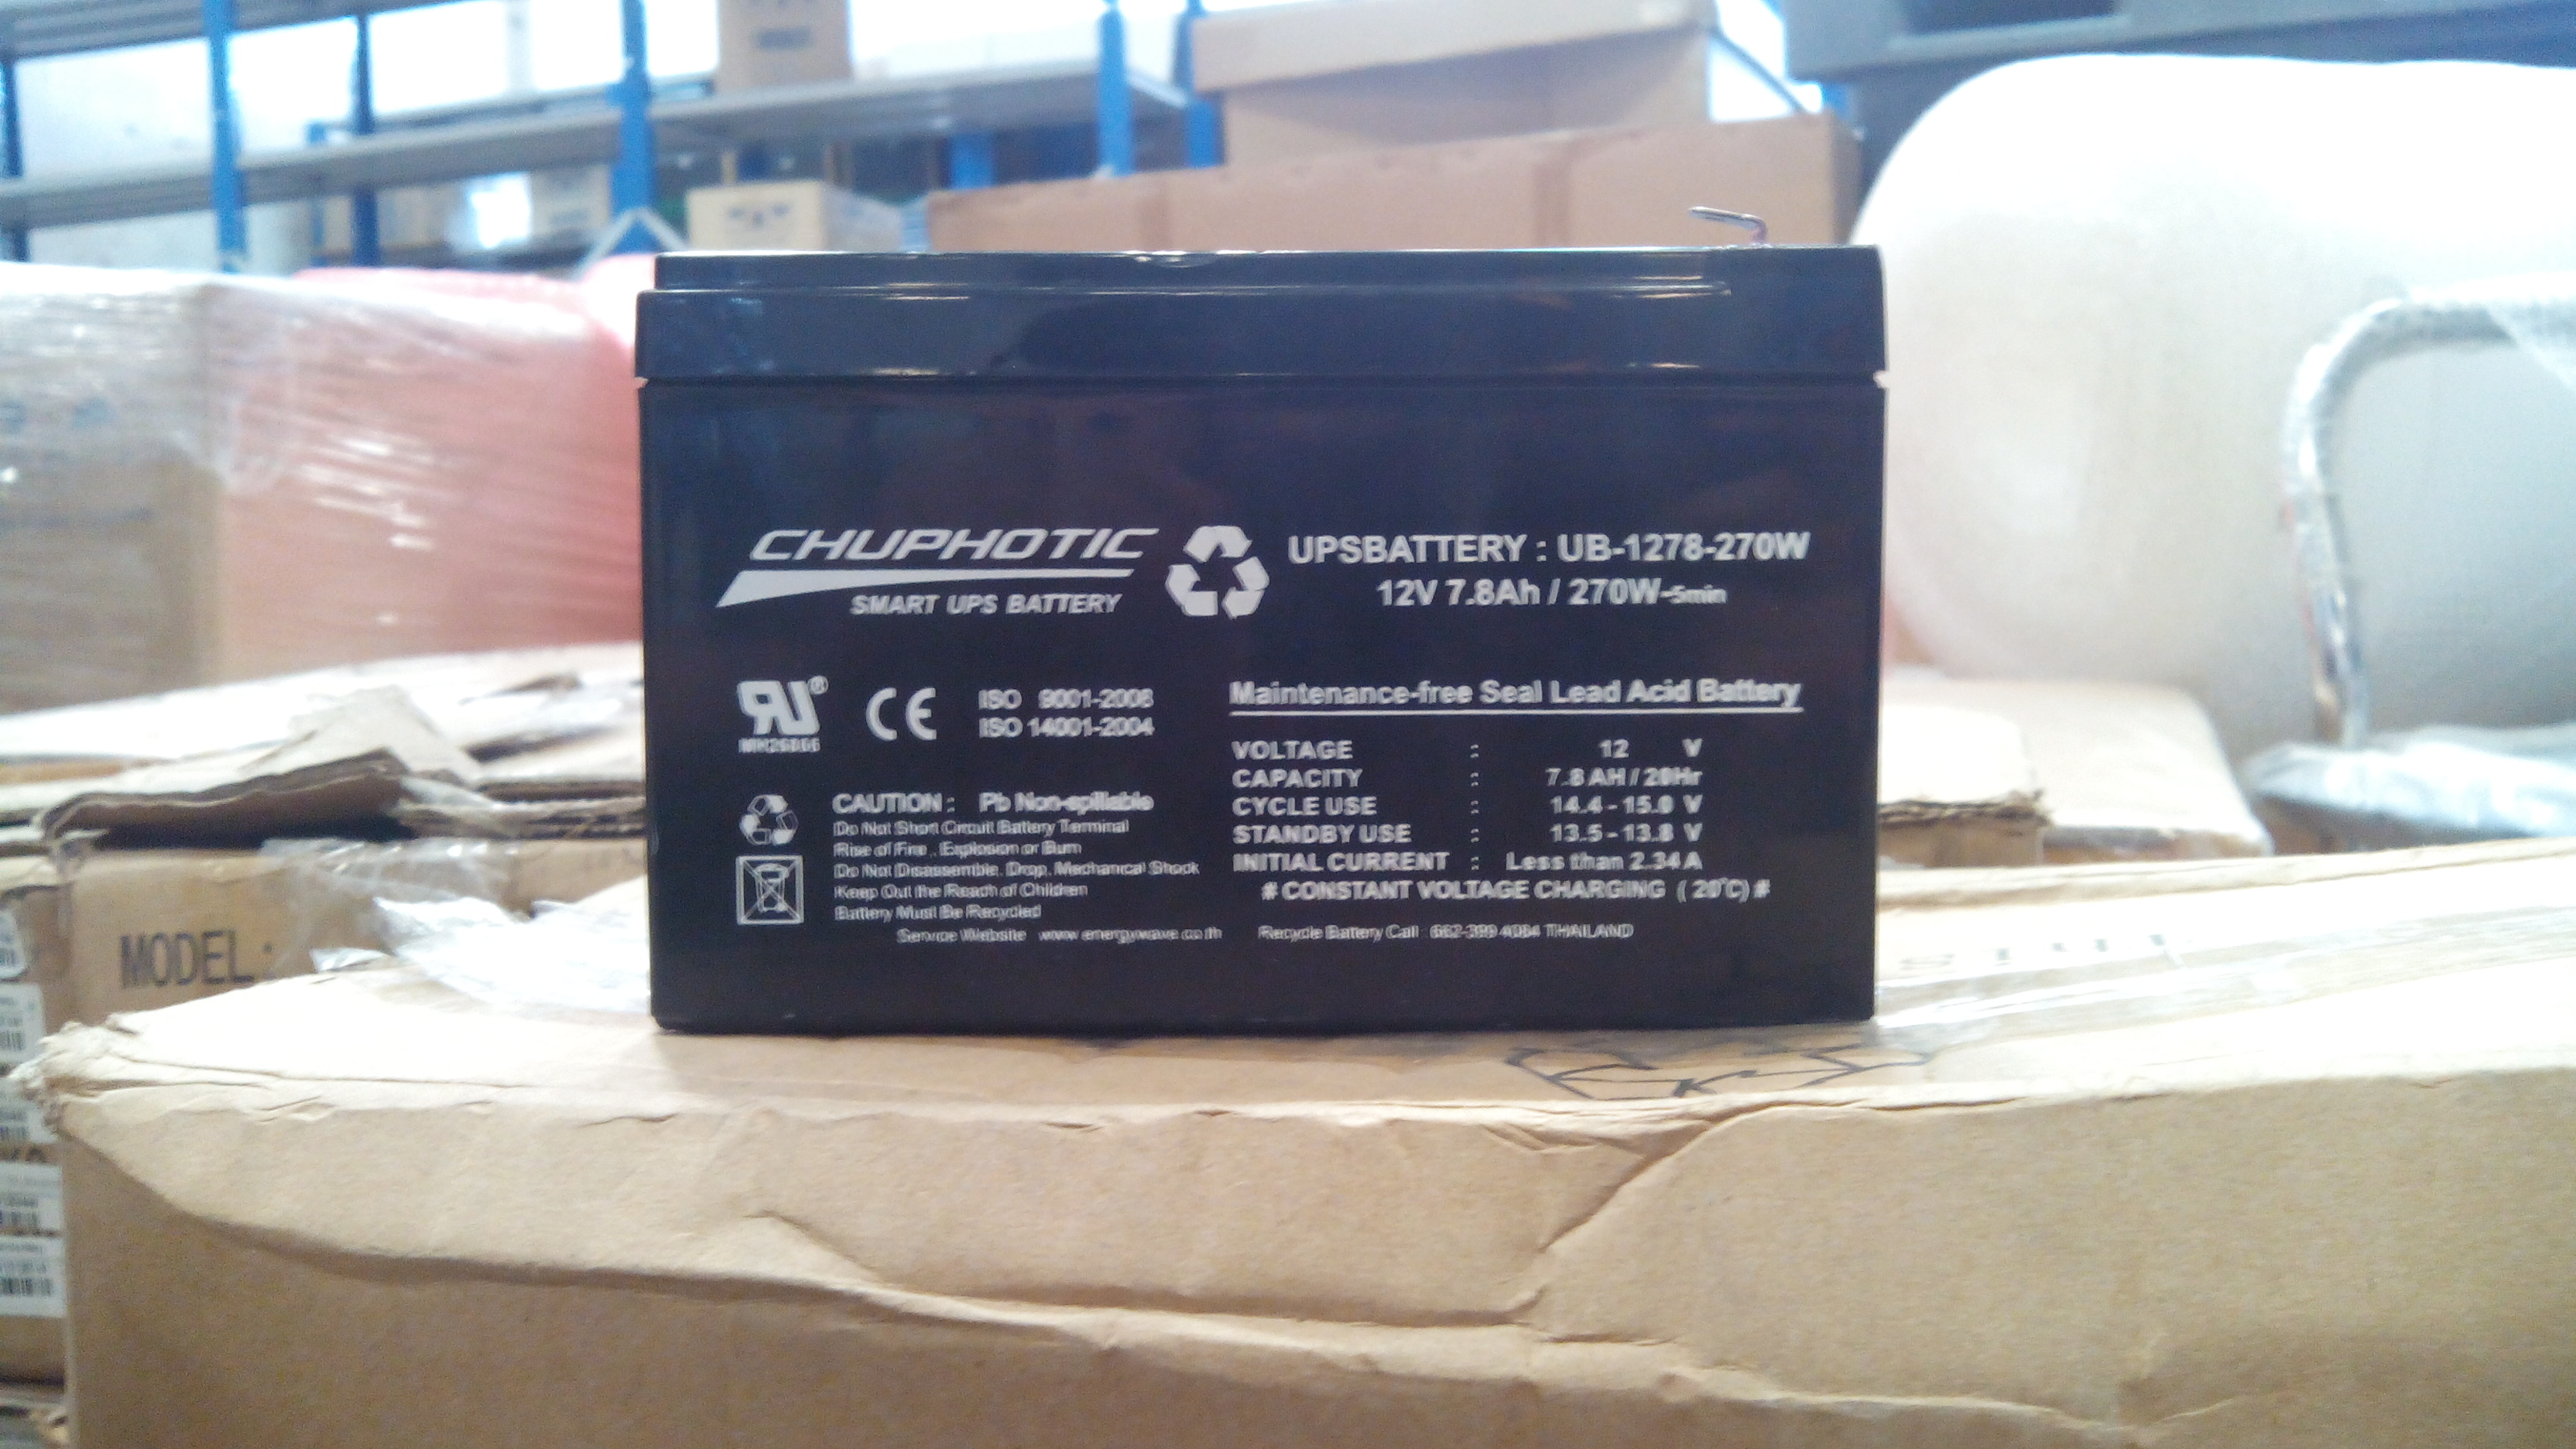 CHUPHOTIC
SMART UPS BATTERY
UPSBATTERY : UB-1278-270W
12V 7.8Ah / 270W-5min
ISO 9001-2008
ISO 14001-2004
CE
Maintenance-free Seal Lead Acid Battery
VOLTAGE : 12 V
CAPACITY : 7.8 AH / 20Hr
CYCLE USE : 14.4 - 15.0 V
STANDBY USE : 13.5 - 13.8 V
INITIAL CURRENT : Less than 2.34 A
# CONSTANT VOLTAGE CHARGING ( 20°C) #
CAUTION : Pb Non-spillable
Do Not Short Circuit Battery Terminal
Rise of Fire , Explosion or Burn
Do Not Disassemble, Drop, Mechanical Shock
Keep Out the Reach of Children
Battery Must Be Recycled
Service Website www.energywave.co.th Recycle Battery Call : 662-399 4084 THAILAND
MODEL: